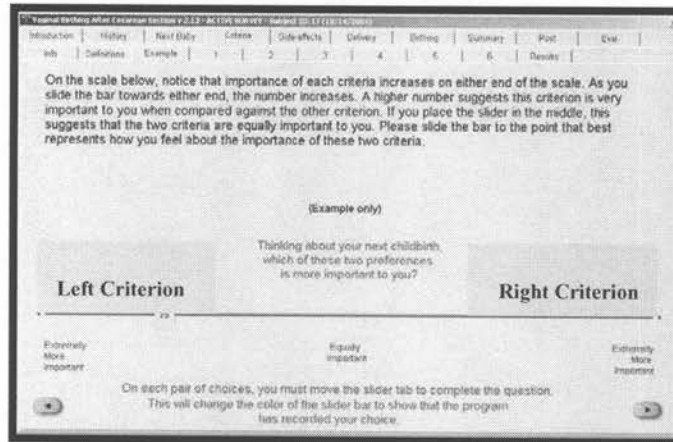 Vaginal Birthing After Cesarean Section v 2.1.2 - ACTIVE SURVEY - Subject ID:
Introduction | History | Next Baby | Criteria | Side-effects | Delivery | Birthing | Summary | Post | Eval
Info | Definitions | Example | 1 | 2 | 3 | 4 | 5 | 6 | Results
On the scale below, notice that importance of each criteria increases on either end of the scale. As you
slide the bar towards either end, the number increases. A higher number suggests this criterion is very
important to you when compared against the other criterion. If you place the slider in the middle, this
suggests that the two criteria are equally important to you. Please slide the bar to the point that best
represents how you feel about the importance of these two criteria.
(Example only)
Thinking about your next childbirth,
which of these two preferences
is more important to you?
Left Criterion
Right Criterion
Extremely
More
Important
Equally
Important
Extremely
More
Important
On each pair of choices, you must move the slider tab to complete the question.
This will change the color of the slider bar to show that the program
has recorded your choice.